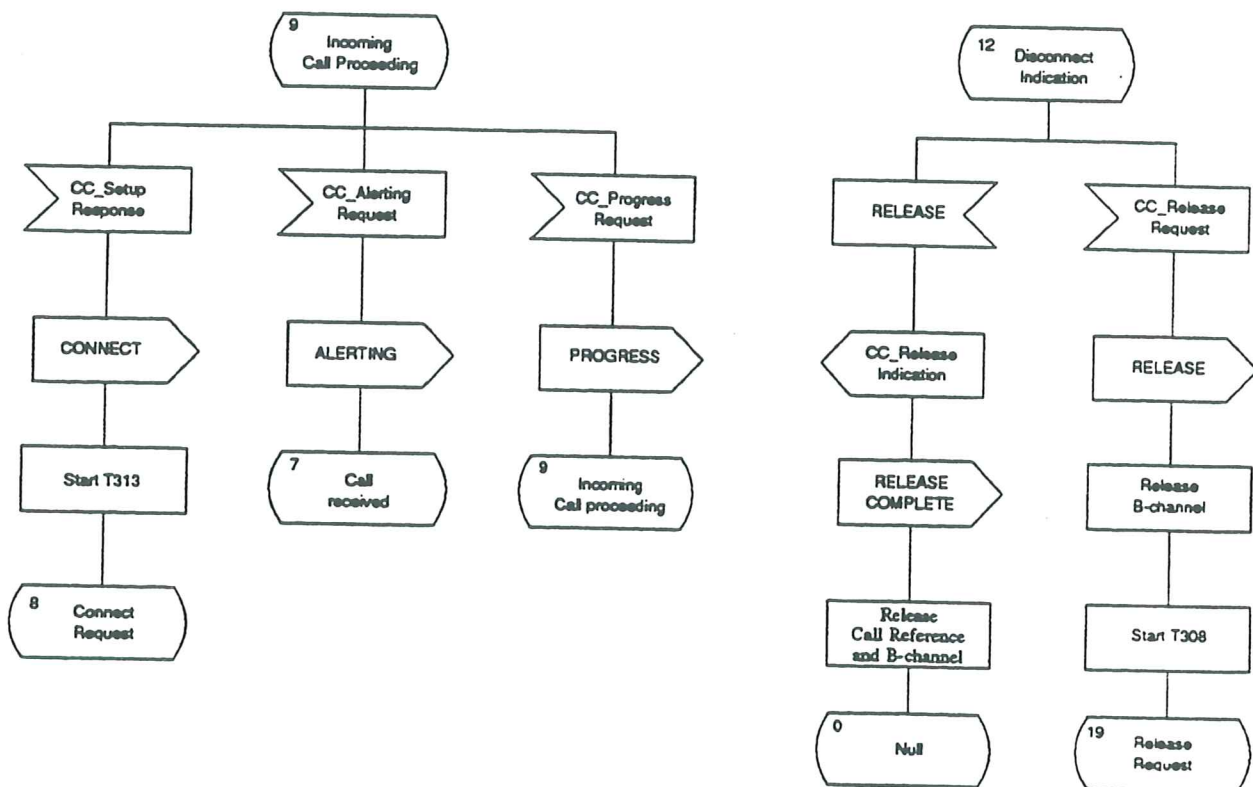 9
Incoming
Call Proceeding
CC_Setup
Response
CONNECT
Start T313
8
Connect
Request
CC_Alerting
Request
ALERTING
7
Call
received
CC_Progress
Request
PROGRESS
9
Incoming
Call proceeding
12
Disconnect
Indication
RELEASE
CC_Release
Indication
RELEASE
COMPLETE
Release
Call Reference
and B-channel
0
Null
CC_Release
Request
RELEASE
Release
B-channel
Start T308
19
Release
Request